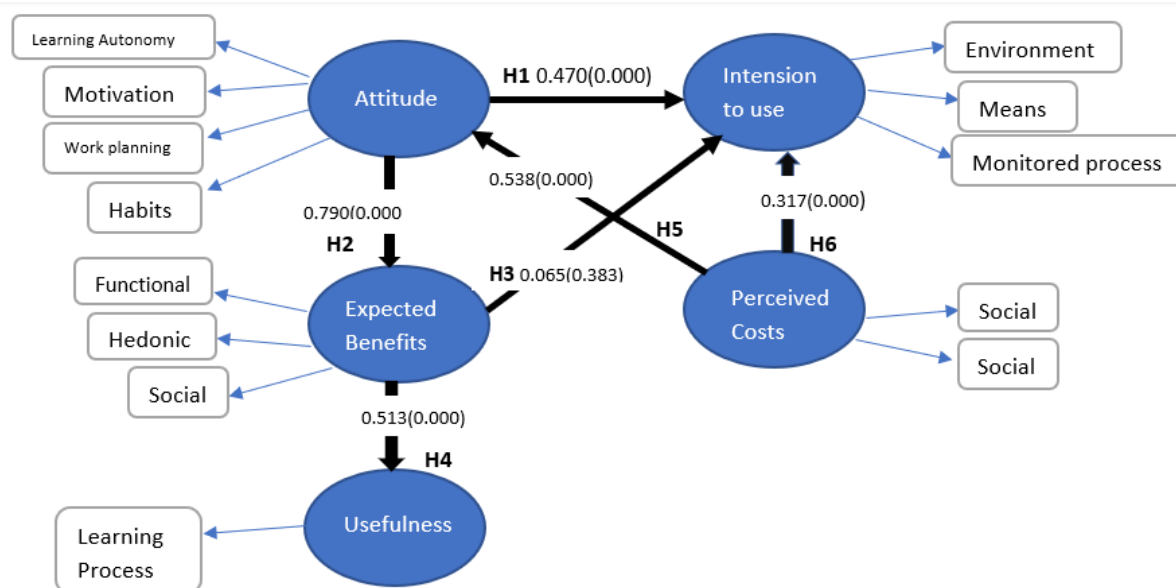 Learning Autonomy
Motivation
Work planning
Habits
Attitude
H1 0.470(0.000)
Intension
to use
Environment
Means
Monitored process
0.538(0.000)
0.317(0.000)
0.790(0.000
H2
H5
H6
H3 0.065(0.383)
Functional
Hedonic
Social
Expected
Benefits
Perceived
Costs
Social
Social
0.513(0.000)
H4
Usefulness
Learning
Process